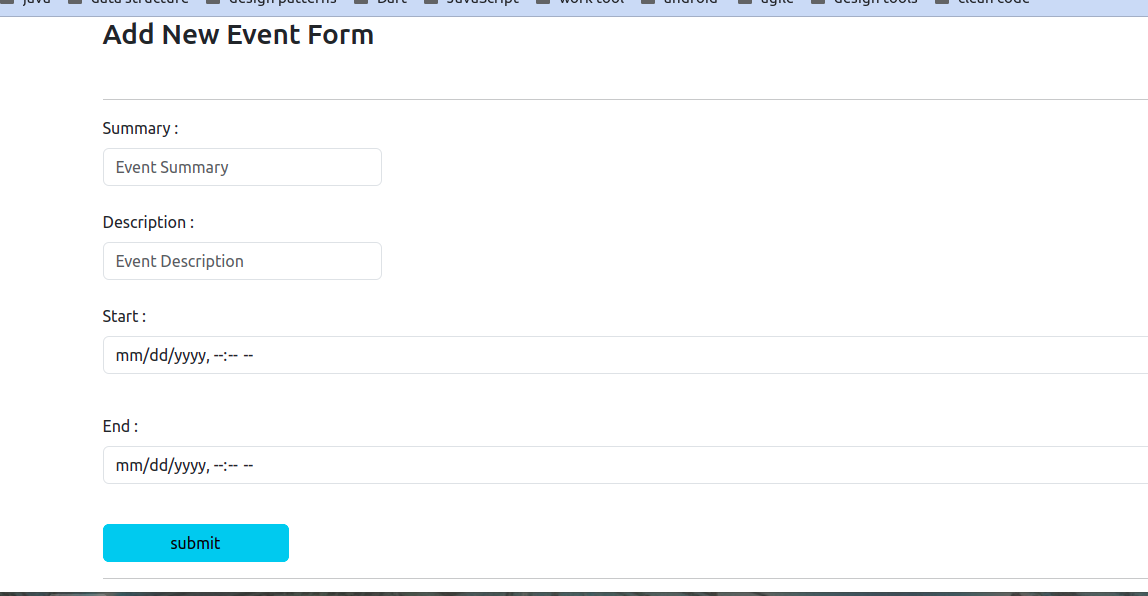 java data structure design patterns Dart JavaScript work tool android agile design tools clean code
Add New Event Form
Summary :
Event Summary
Description :
Event Description
Start :
mm/dd/yyyy, --:-- --
End :
mm/dd/yyyy, --:-- --
submit